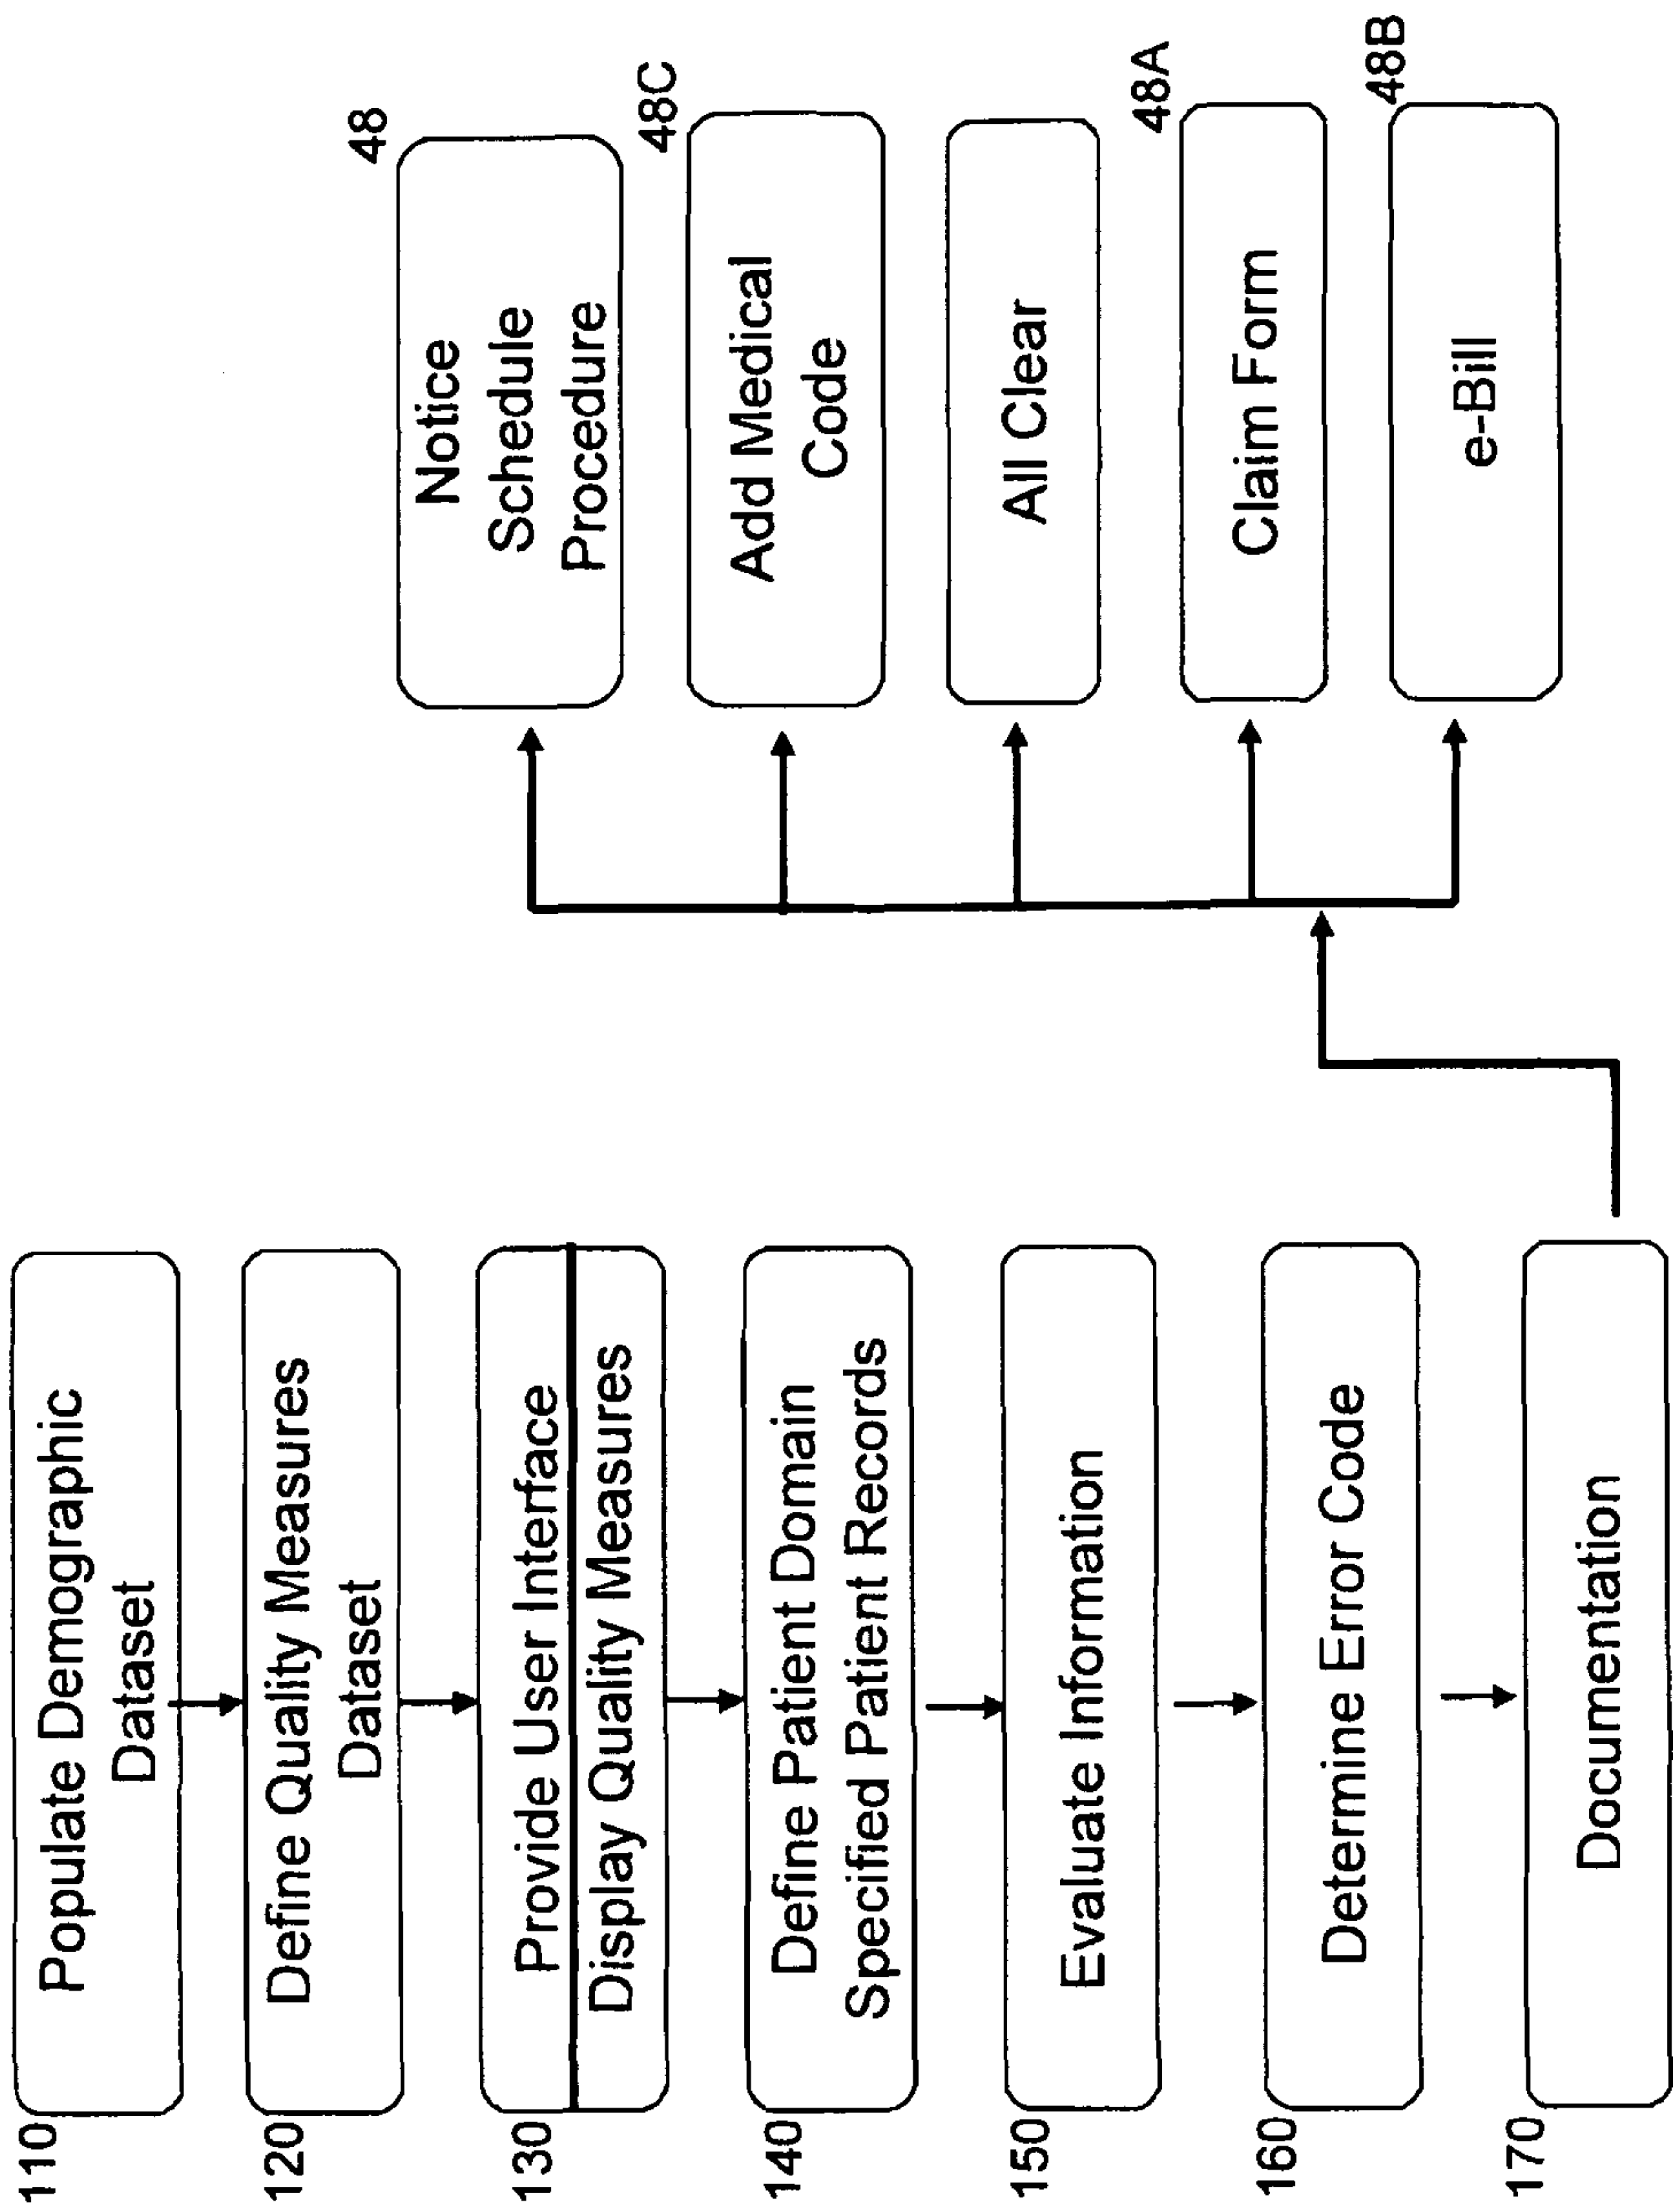 110
Populate Demographic
Dataset
120
Define Quality Measures
Dataset
130
Provide User Interface
Display Quality Measures
140
Define Patient Domain
Specified Patient Records
150
Evaluate Information
160
Determine Error Code
170
Documentation
48
Notice
Schedule
Procedure
48C
Add Medical
Code
All Clear
48A
Claim Form
48B
e-Bill